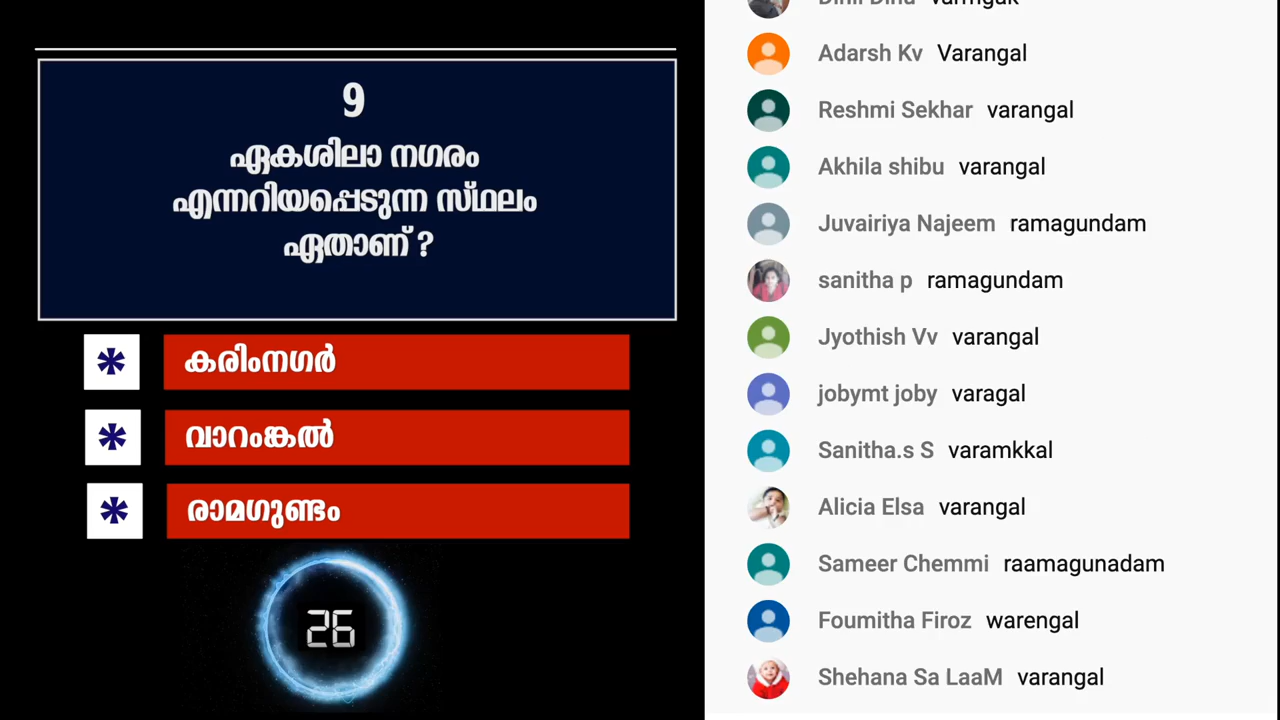 9
ഏകശിലാ നഗരം
എന്നറിയപ്പെടുന്ന സ്ഥലം
ഏതാണ് ?
* കരിംനഗർ
* വാറംങ്കൽ
* രാമഗുണ്ടം
26
Adarsh Kv Varangal
Reshmi Sekhar varangal
Akhila shibu varangal
Juvairiya Najeem ramagundam
sanitha p ramagundam
Jyothish Vv varangal
jobymt joby varagal
Sanitha.s S varamkkal
Alicia Elsa varangal
Sameer Chemmi raamagunadam
Foumitha Firoz warengal
Shehana Sa LaaM varangal